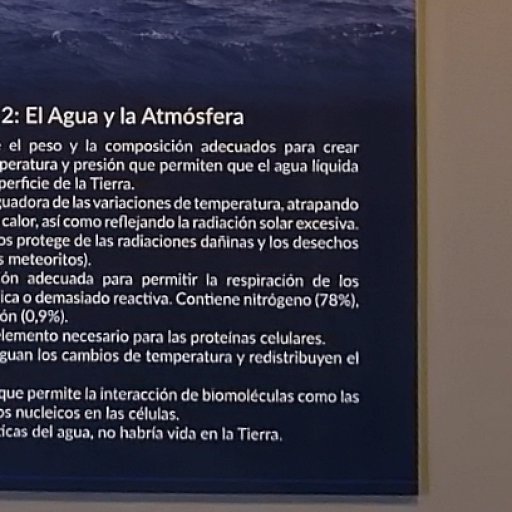 2: El Agua y la Atmósfera
el peso y la composición adecuados para crear
peratura y presión que permiten que el agua líquida
perficie de la Tierra.
guadora de las variaciones de temperatura, atrapando
calor, así como reflejando la radiación solar excesiva.
os protege de las radiaciones dañinas y los desechos
s meteoritos).
ón adecuada para permitir la respiración de los
ica o demasiado reactiva. Contiene nitrógeno (78%),
ón (0,9%).
lemento necesario para las proteínas celulares.
guan los cambios de temperatura y redistribuyen el
que permite la interacción de biomoléculas como las
os nucleicos en las células.
ticas del agua, no habría vida en la Tierra.